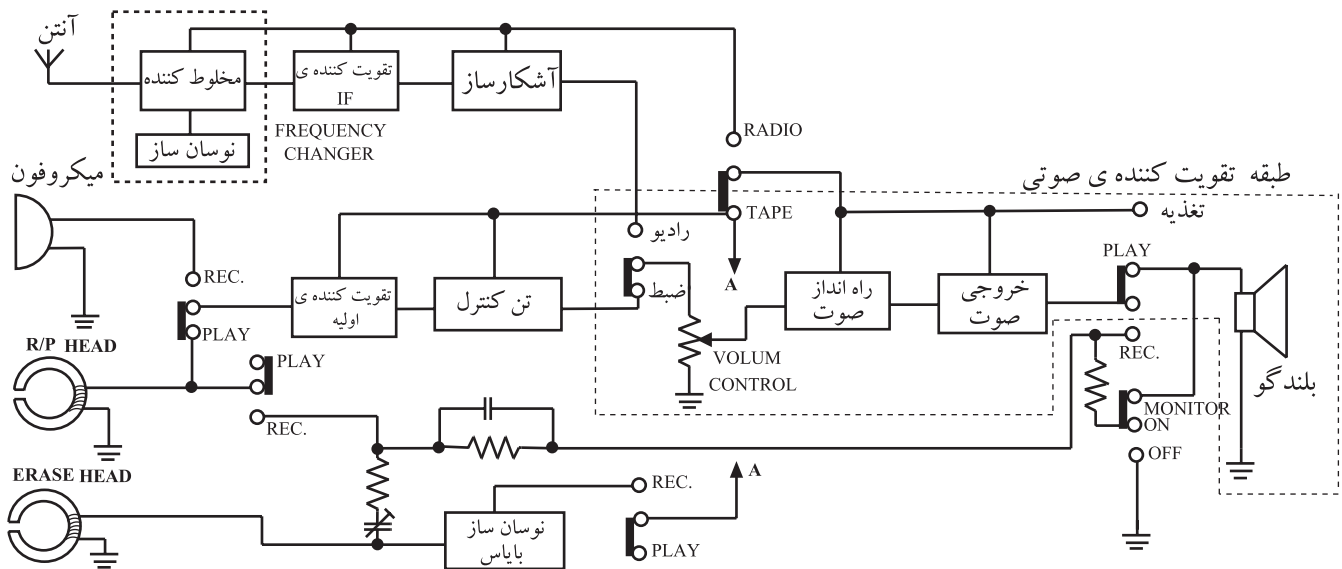 آنتن
مخلوط کننده
تقویت کننده ی
IF
آشکارساز
FREQUENCY
CHANGER
نوسان ساز
RADIO
میکروفون
طبقه تقویت کننده ی صوتی
TAPE
تغذیه
رادیو
REC.
PLAY
A
تقویت کننده ی
اولیه
تن کنترل
ضبط
راه انداز
صوت
خروجی
صوت
PLAY
R/P HEAD
PLAY
VOLUM
CONTROL
REC.
بلندگو
REC.
MONITOR
ON
OFF
ERASE HEAD
REC.
A
نوسان ساز
بایاس
PLAY